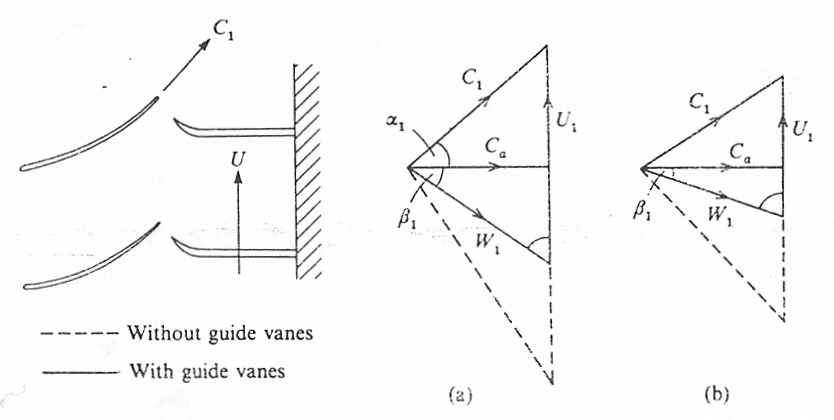 C₁
U
- - - - - Without guide vanes
——— With guide vanes
C₁
α₁
U₁
Cₐ
β₁
W₁
(a)
C₁
U₁
Cₐ
β₁
W₁
(b)